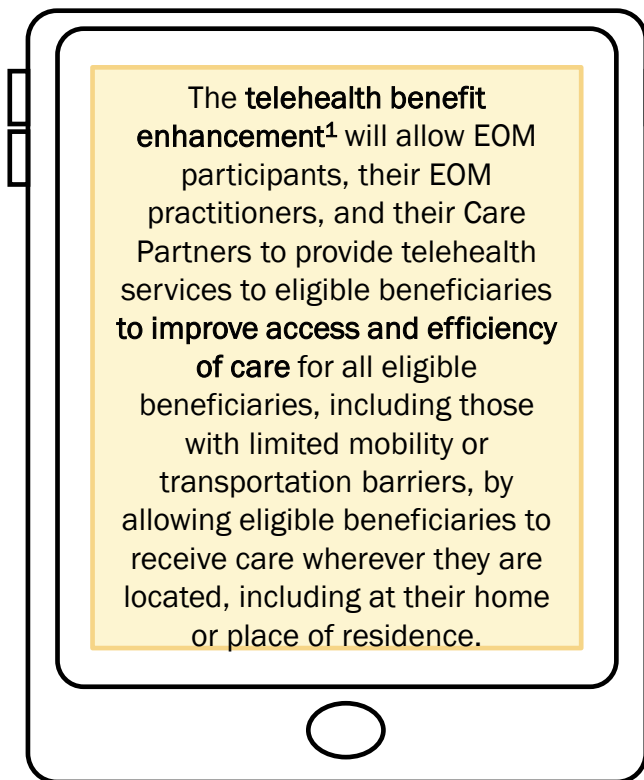 The telehealth benefit
enhancement¹ will allow EOM
participants, their EOM
practitioners, and their Care
Partners to provide telehealth
services to eligible beneficiaries
to improve access and efficiency
of care for all eligible
beneficiaries, including those
with limited mobility or
transportation barriers, by
allowing eligible beneficiaries to
receive care wherever they are
located, including at their home
or place of residence.